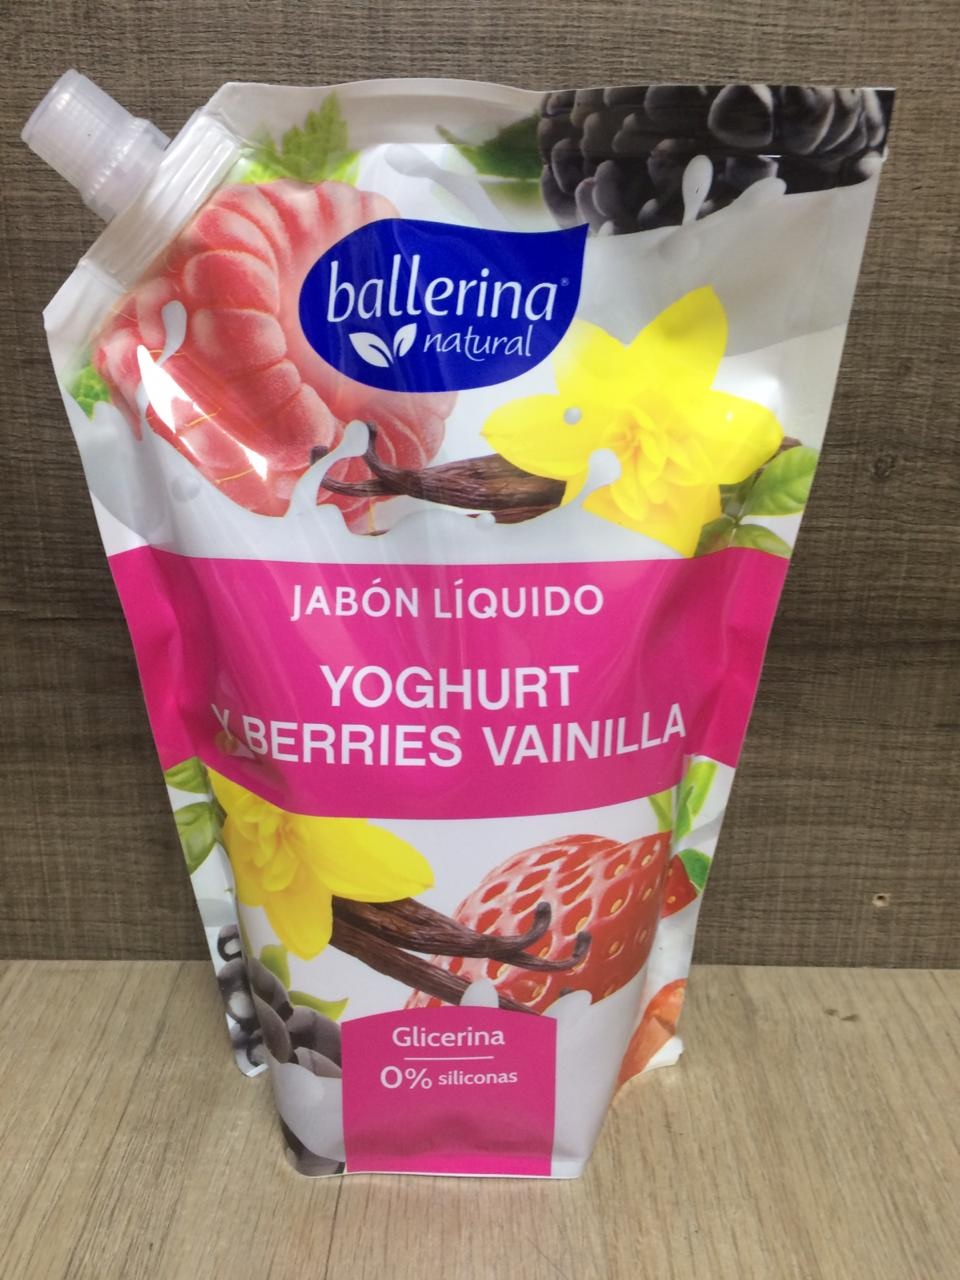 ballerina®
natural
JABÓN LÍQUIDO
YOGHURT
Y BERRIES VAINILLA
Glicerina
0% siliconas